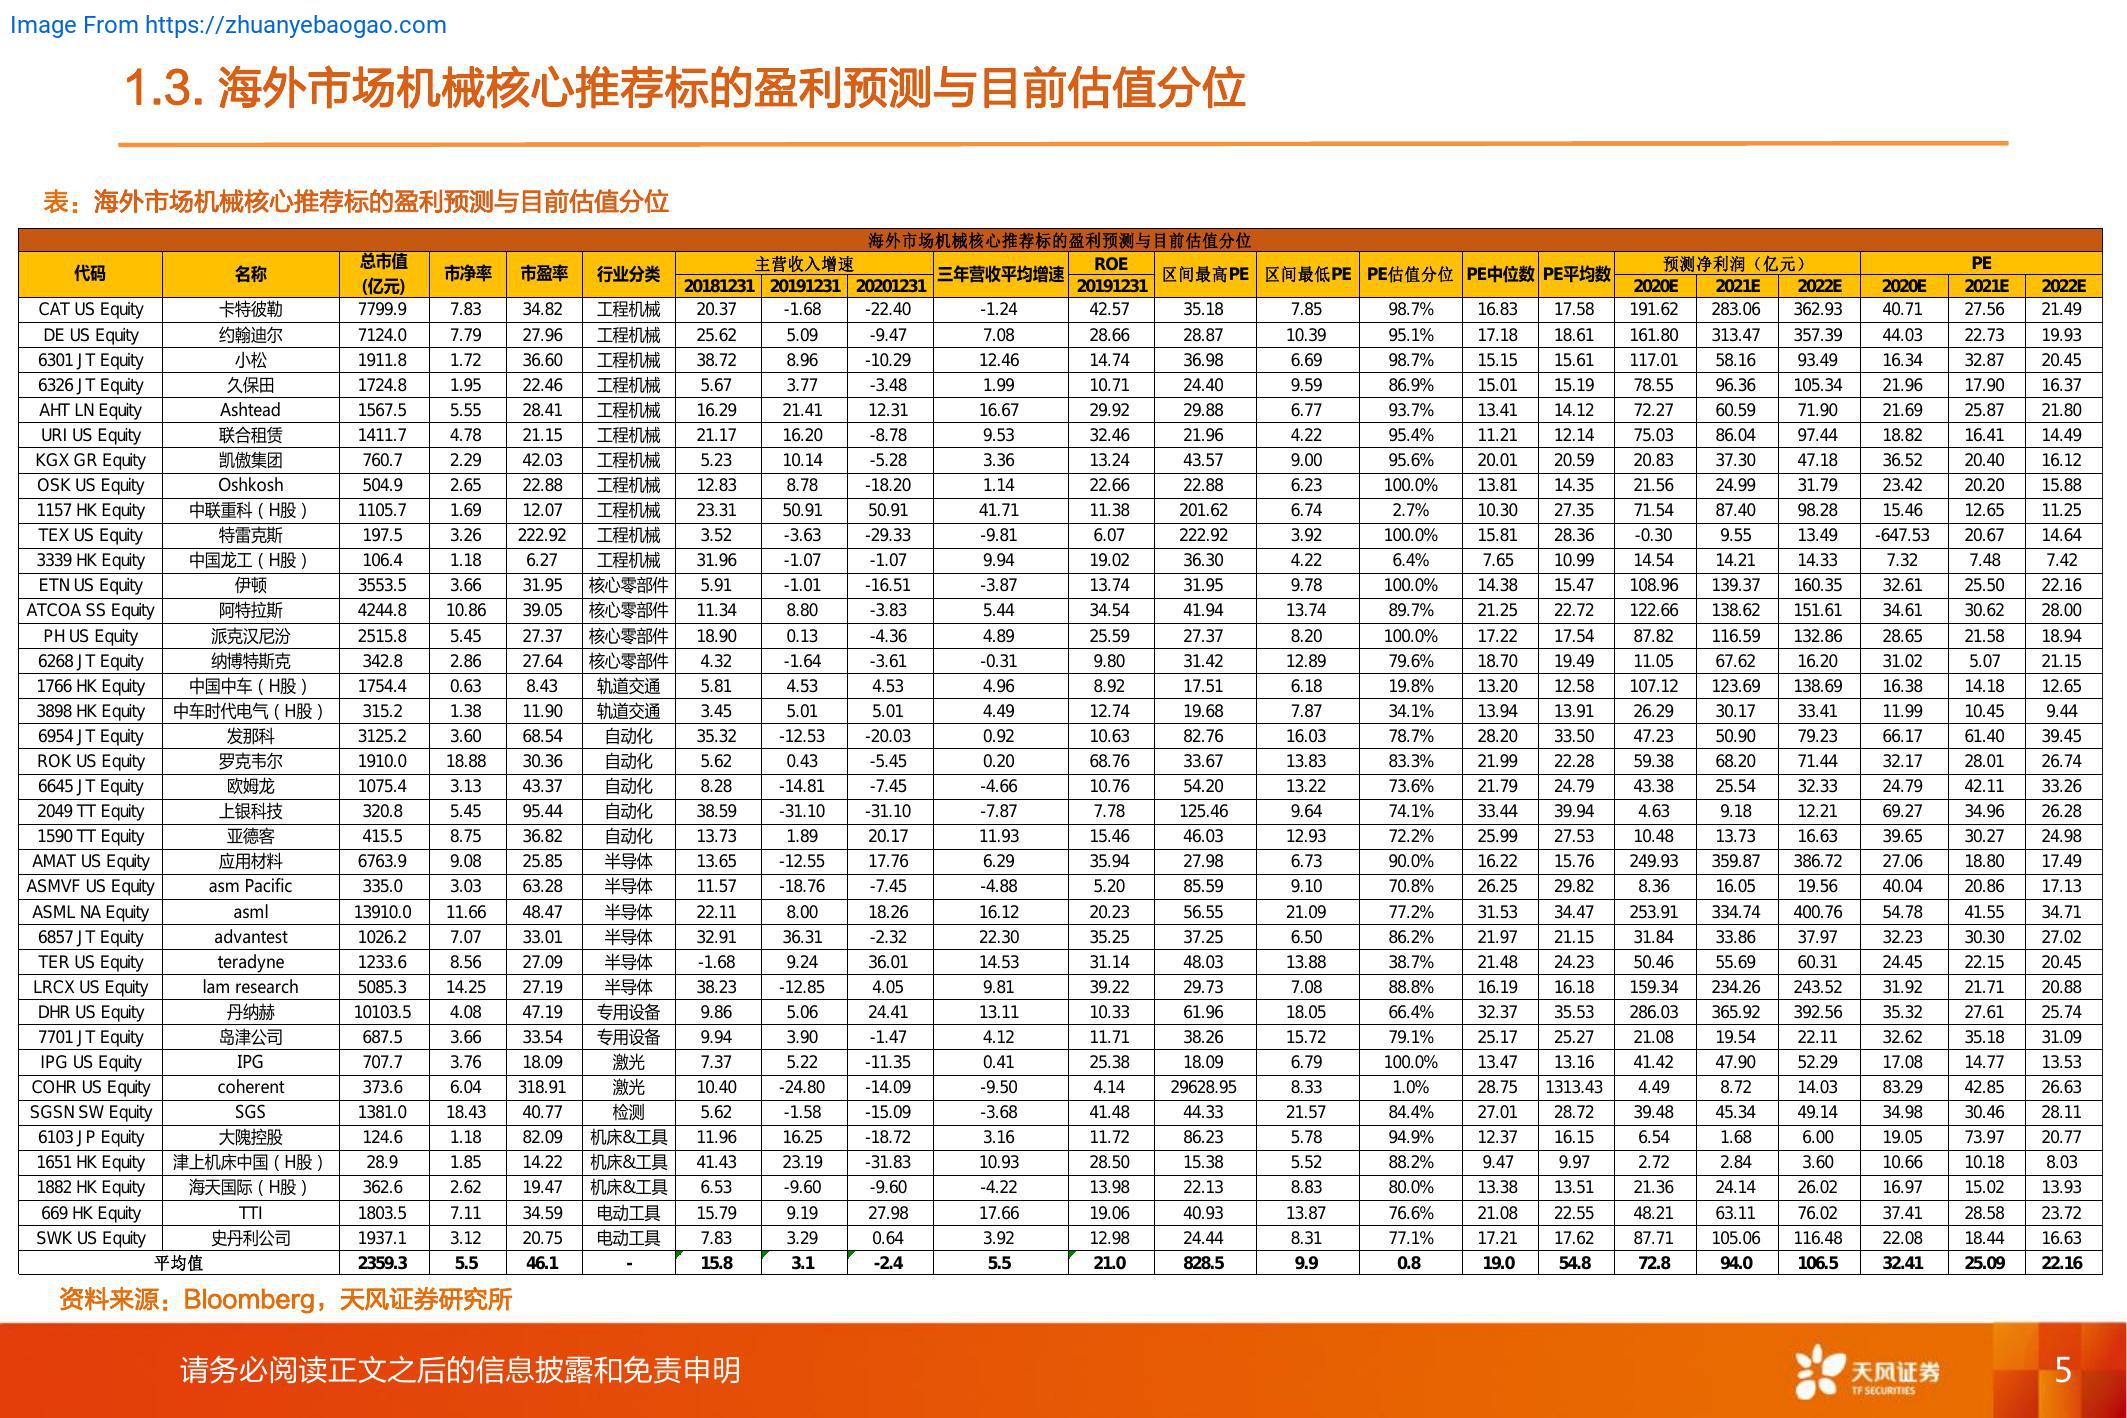 Image From https://zhuanyebaogao.com
1.3. 海外市场机械核心推荐标的盈利预测与目前估值分位
表：海外市场机械核心推荐标的盈利预测与目前估值分位
海外市场机械核心推荐标的盈利预测与目前估值分位
代码 名称 总市值(亿元) 市净率 市盈率 行业分类 主营收入增速 三年营收平均增速 ROE 区间最高PE 区间最低PE PE估值分位 PE中位数 PE平均数 预测净利润（亿元） PE
20181231 20191231 20201231 20191231 2020E 2021E 2022E 2020E 2021E 2022E
CAT US Equity 卡特彼勒 7799.9 7.83 34.82 工程机械 20.37 -1.68 -22.40 -1.24 42.57 35.18 7.85 98.7% 16.83 17.58 191.62 283.06 362.93 40.71 27.56 21.49
DE US Equity 约翰迪尔 7124.0 7.79 27.96 工程机械 25.62 5.09 -9.47 7.08 28.66 28.87 10.39 95.1% 17.18 18.61 161.80 313.47 357.39 44.03 22.73 19.93
6301 JT Equity 小松 1911.8 1.72 36.60 工程机械 38.72 8.96 -10.29 12.46 14.74 36.98 6.69 98.7% 15.15 15.61 117.01 58.16 93.49 16.34 32.87 20.45
6326 JT Equity 久保田 1724.8 1.95 22.46 工程机械 5.67 3.77 -3.48 1.99 10.71 24.40 9.59 86.9% 15.01 15.19 78.55 96.36 105.34 21.96 17.90 16.37
AHT LN Equity Ashtead 1567.5 5.55 28.41 工程机械 16.29 21.41 12.31 16.67 29.92 29.88 6.77 93.7% 13.41 14.12 72.27 60.59 71.90 21.69 25.87 21.80
URI US Equity 联合租赁 1411.7 4.78 21.15 工程机械 21.17 16.20 -8.78 9.53 32.46 21.96 4.22 95.4% 11.21 12.14 75.03 86.04 97.44 18.82 16.41 14.49
KGX GR Equity 凯傲集团 760.7 2.29 42.03 工程机械 5.23 10.14 -5.28 3.36 13.24 43.57 9.00 95.6% 20.01 20.59 20.83 37.30 47.18 36.52 20.40 16.12
OSK US Equity Oshkosh 504.9 2.65 22.88 工程机械 12.83 8.78 -18.20 1.14 22.66 22.88 6.23 100.0% 13.81 14.35 21.56 24.99 31.79 23.42 20.20 15.88
1157 HK Equity 中联重科（H股） 1105.7 1.69 12.07 工程机械 23.31 50.91 50.91 41.71 11.38 201.62 6.74 2.7% 10.30 27.35 71.54 87.40 98.28 15.46 12.65 11.25
TEX US Equity 特雷克斯 197.5 3.26 222.92 工程机械 3.52 -3.63 -29.33 -9.81 6.07 222.92 3.92 100.0% 15.81 28.36 -0.30 9.55 13.49 -647.53 20.67 14.64
3339 HK Equity 中国龙工（H股） 106.4 1.18 6.27 工程机械 31.96 -1.07 -1.07 9.94 19.02 36.30 4.22 6.4% 7.65 10.99 14.54 14.21 14.33 7.32 7.48 7.42
ETN US Equity 伊顿 3553.5 3.66 31.95 核心零部件 5.91 -1.01 -16.51 -3.87 13.74 31.95 9.78 100.0% 14.38 15.47 108.96 139.37 160.35 32.61 25.50 22.16
ATCOA SS Equity 阿特拉斯 4244.8 10.86 39.05 核心零部件 11.34 8.80 -3.83 5.44 34.54 41.94 13.74 89.7% 21.25 22.72 122.66 138.62 151.61 34.61 30.62 28.00
PH US Equity 派克汉尼汾 2515.8 5.45 27.37 核心零部件 18.90 0.13 -4.36 4.89 25.59 27.37 8.20 100.0% 17.22 17.54 87.82 116.59 132.86 28.65 21.58 18.94
6268 JT Equity 纳博特斯克 342.8 2.86 27.64 核心零部件 4.32 -1.64 -3.61 -0.31 9.80 31.42 12.89 79.6% 18.70 19.49 11.05 67.62 16.20 31.02 5.07 21.15
1766 HK Equity 中国中车（H股） 1754.4 0.63 8.43 轨道交通 5.81 4.53 4.53 4.96 8.92 17.51 6.18 19.8% 13.20 12.58 107.12 123.69 138.69 16.38 14.18 12.65
3898 HK Equity 中车时代电气（H股） 315.2 1.38 11.90 轨道交通 3.45 5.01 5.01 4.49 12.74 19.68 7.87 34.1% 13.94 13.91 26.29 30.17 33.41 11.99 10.45 9.44
6954 JT Equity 发那科 3125.2 3.60 68.54 自动化 35.32 -12.53 -20.03 0.92 10.63 82.76 16.03 78.7% 28.20 33.50 47.23 50.90 79.23 66.17 61.40 39.45
ROK US Equity 罗克韦尔 1910.0 18.88 30.36 自动化 5.62 0.43 -5.45 0.20 68.76 33.67 13.83 83.3% 21.99 22.28 59.38 68.20 71.44 32.17 28.01 26.74
6645 JT Equity 欧姆龙 1075.4 3.13 43.37 自动化 8.28 -14.81 -7.45 -4.66 10.76 54.20 13.22 73.6% 21.79 24.79 43.38 25.54 32.33 24.79 42.11 33.26
2049 TT Equity 上银科技 320.8 5.45 95.44 自动化 38.59 -31.10 -31.10 -7.87 7.78 125.46 9.64 74.1% 33.44 39.94 4.63 9.18 12.21 69.27 34.96 26.28
1590 TT Equity 亚德客 415.5 8.75 36.82 自动化 13.73 1.89 20.17 11.93 15.46 46.03 12.93 72.2% 25.99 27.53 10.48 13.73 16.63 39.65 30.27 24.98
AMAT US Equity 应用材料 6763.9 9.08 25.85 半导体 13.65 -12.55 17.76 6.29 35.94 27.98 6.73 90.0% 16.22 15.76 249.93 359.87 386.72 27.06 18.80 17.49
ASMVF US Equity asm Pacific 335.0 3.03 63.28 半导体 11.57 -18.76 -7.45 -4.88 5.20 85.59 9.10 70.8% 26.25 29.82 8.36 16.05 19.56 40.04 20.86 17.13
ASML NA Equity asml 13910.0 11.66 48.47 半导体 22.11 8.00 18.26 16.12 20.23 56.55 21.09 77.2% 31.53 34.47 253.91 334.74 400.76 54.78 41.55 34.71
6857 JT Equity advantest 1026.2 7.07 33.01 半导体 32.91 36.31 -2.32 22.30 35.25 37.25 6.50 86.2% 21.97 21.15 31.84 33.86 37.97 32.23 30.30 27.02
TER US Equity teradyne 1233.6 8.56 27.09 半导体 -1.68 9.24 36.01 14.53 31.14 48.03 13.88 38.7% 21.48 24.23 50.46 55.69 60.31 24.45 22.15 20.45
LRCX US Equity lam research 5085.3 14.25 27.19 半导体 38.23 -12.85 4.05 9.81 39.22 29.73 7.08 88.8% 16.19 16.18 159.34 234.26 243.52 31.92 21.71 20.88
DHR US Equity 丹纳赫 10103.5 4.08 47.19 专用设备 9.86 5.06 24.41 13.11 10.33 61.96 18.05 66.4% 32.37 35.53 286.03 365.92 392.56 35.32 27.61 25.74
7701 JT Equity 岛津公司 687.5 3.66 33.54 专用设备 9.94 3.90 -1.47 4.12 11.71 38.26 15.72 79.1% 25.17 25.27 21.08 19.54 22.11 32.62 35.18 31.09
IPG US Equity IPG 707.7 3.76 18.09 激光 7.37 5.22 -11.35 0.41 25.38 18.09 6.79 100.0% 13.47 13.16 41.42 47.90 52.29 17.08 14.77 13.53
COHR US Equity coherent 373.6 6.04 318.91 激光 10.40 -24.80 -14.09 -9.50 4.14 29628.95 8.33 1.0% 28.75 1313.43 4.49 8.72 14.03 83.29 42.85 26.63
SGSN SW Equity SGS 1381.0 18.43 40.77 检测 5.62 -1.58 -15.09 -3.68 41.48 44.33 21.57 84.4% 27.01 28.72 39.48 45.34 49.14 34.98 30.46 28.11
6103 JP Equity 大隗控股 124.6 1.18 82.09 机床&工具 11.96 16.25 -18.72 3.16 11.72 86.23 5.78 94.9% 12.37 16.15 6.54 1.68 6.00 19.05 73.97 20.77
1651 HK Equity 津上机床中国（H股） 28.9 1.85 14.22 机床&工具 41.43 23.19 -31.83 10.93 28.50 15.38 5.52 88.2% 9.47 9.97 2.72 2.84 3.60 10.66 10.18 8.03
1882 HK Equity 海天国际（H股） 362.6 2.62 19.47 机床&工具 6.53 -9.60 -9.60 -4.22 13.98 22.13 8.83 80.0% 13.38 13.51 21.36 24.14 26.02 16.97 15.02 13.93
669 HK Equity TTI 1803.5 7.11 34.59 电动工具 15.79 9.19 27.98 17.66 19.06 40.93 13.87 76.6% 21.08 22.55 48.21 63.11 76.02 37.41 28.58 23.72
SWK US Equity 史丹利公司 1937.1 3.12 20.75 电动工具 7.83 3.29 0.64 3.92 12.98 24.44 8.31 77.1% 17.21 17.62 87.71 105.06 116.48 22.08 18.44 16.63
平均值 2359.3 5.5 46.1 - 15.8 3.1 -2.4 5.5 21.0 828.5 9.9 0.8 19.0 54.8 72.8 94.0 106.5 32.41 25.09 22.16
资料来源：Bloomberg，天风证券研究所
请务必阅读正文之后的信息披露和免责申明
天风证券
TF SECURITIES
5